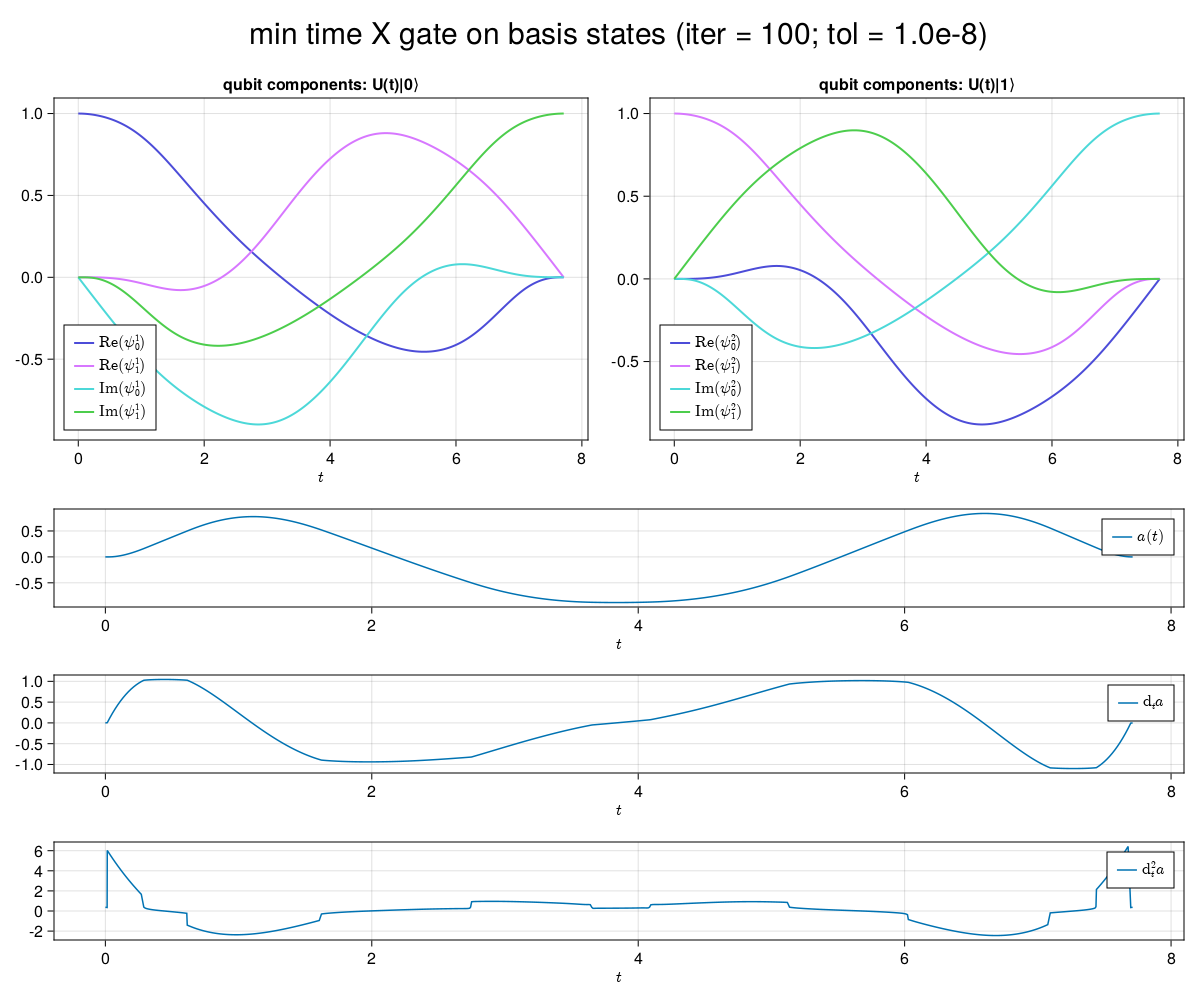 min time X gate on basis states (iter = 100; tol = 1.0e-8)
qubit components: U(t)|0⟩
1.0
0.5
0.0
-0.5
Re(ψ₀¹)
Re(ψ₁¹)
Im(ψ₀¹)
Im(ψ₁¹)
0 2 4 6 8
t
qubit components: U(t)|1⟩
1.0
0.5
0.0
-0.5
Re(ψ₀²)
Re(ψ₁²)
Im(ψ₀²)
Im(ψ₁²)
0 2 4 6 8
t
0.5
0.0
-0.5
a(t)
0 2 4 6 8
t
1.0
0.5
0.0
-0.5
-1.0
dₜa
0 2 4 6 8
t
6
4
2
0
-2
dₜ²a
0 2 4 6 8
t